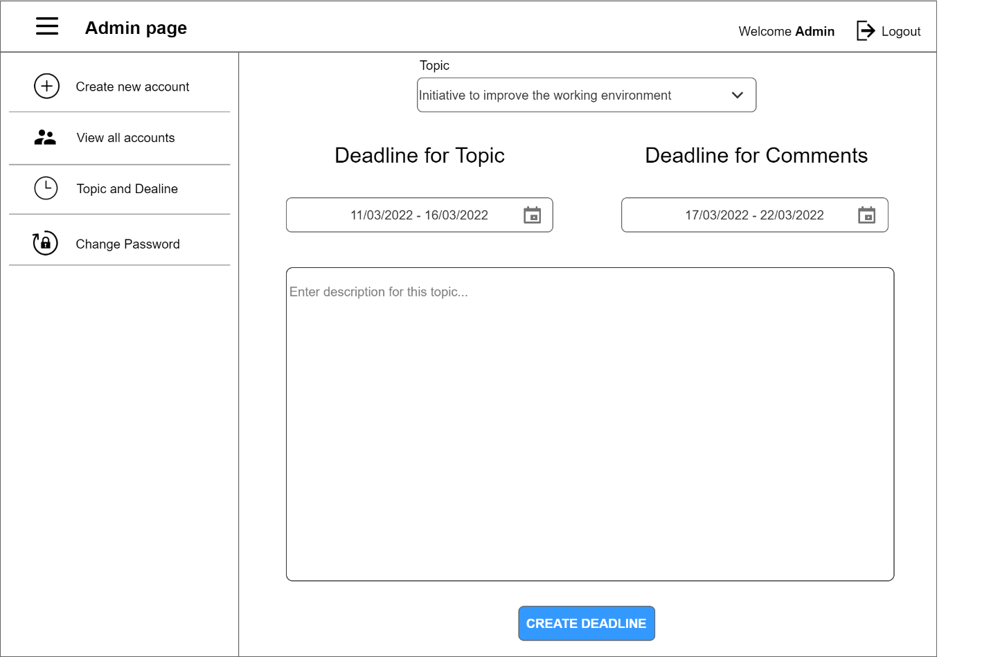 Admin page
Welcome Admin
Logout
Create new account
View all accounts
Topic and Dealine
Change Password
Topic
Initiative to improve the working environment
Deadline for Topic
Deadline for Comments
11/03/2022 - 16/03/2022
17/03/2022 - 22/03/2022
Enter description for this topic...
CREATE DEADLINE